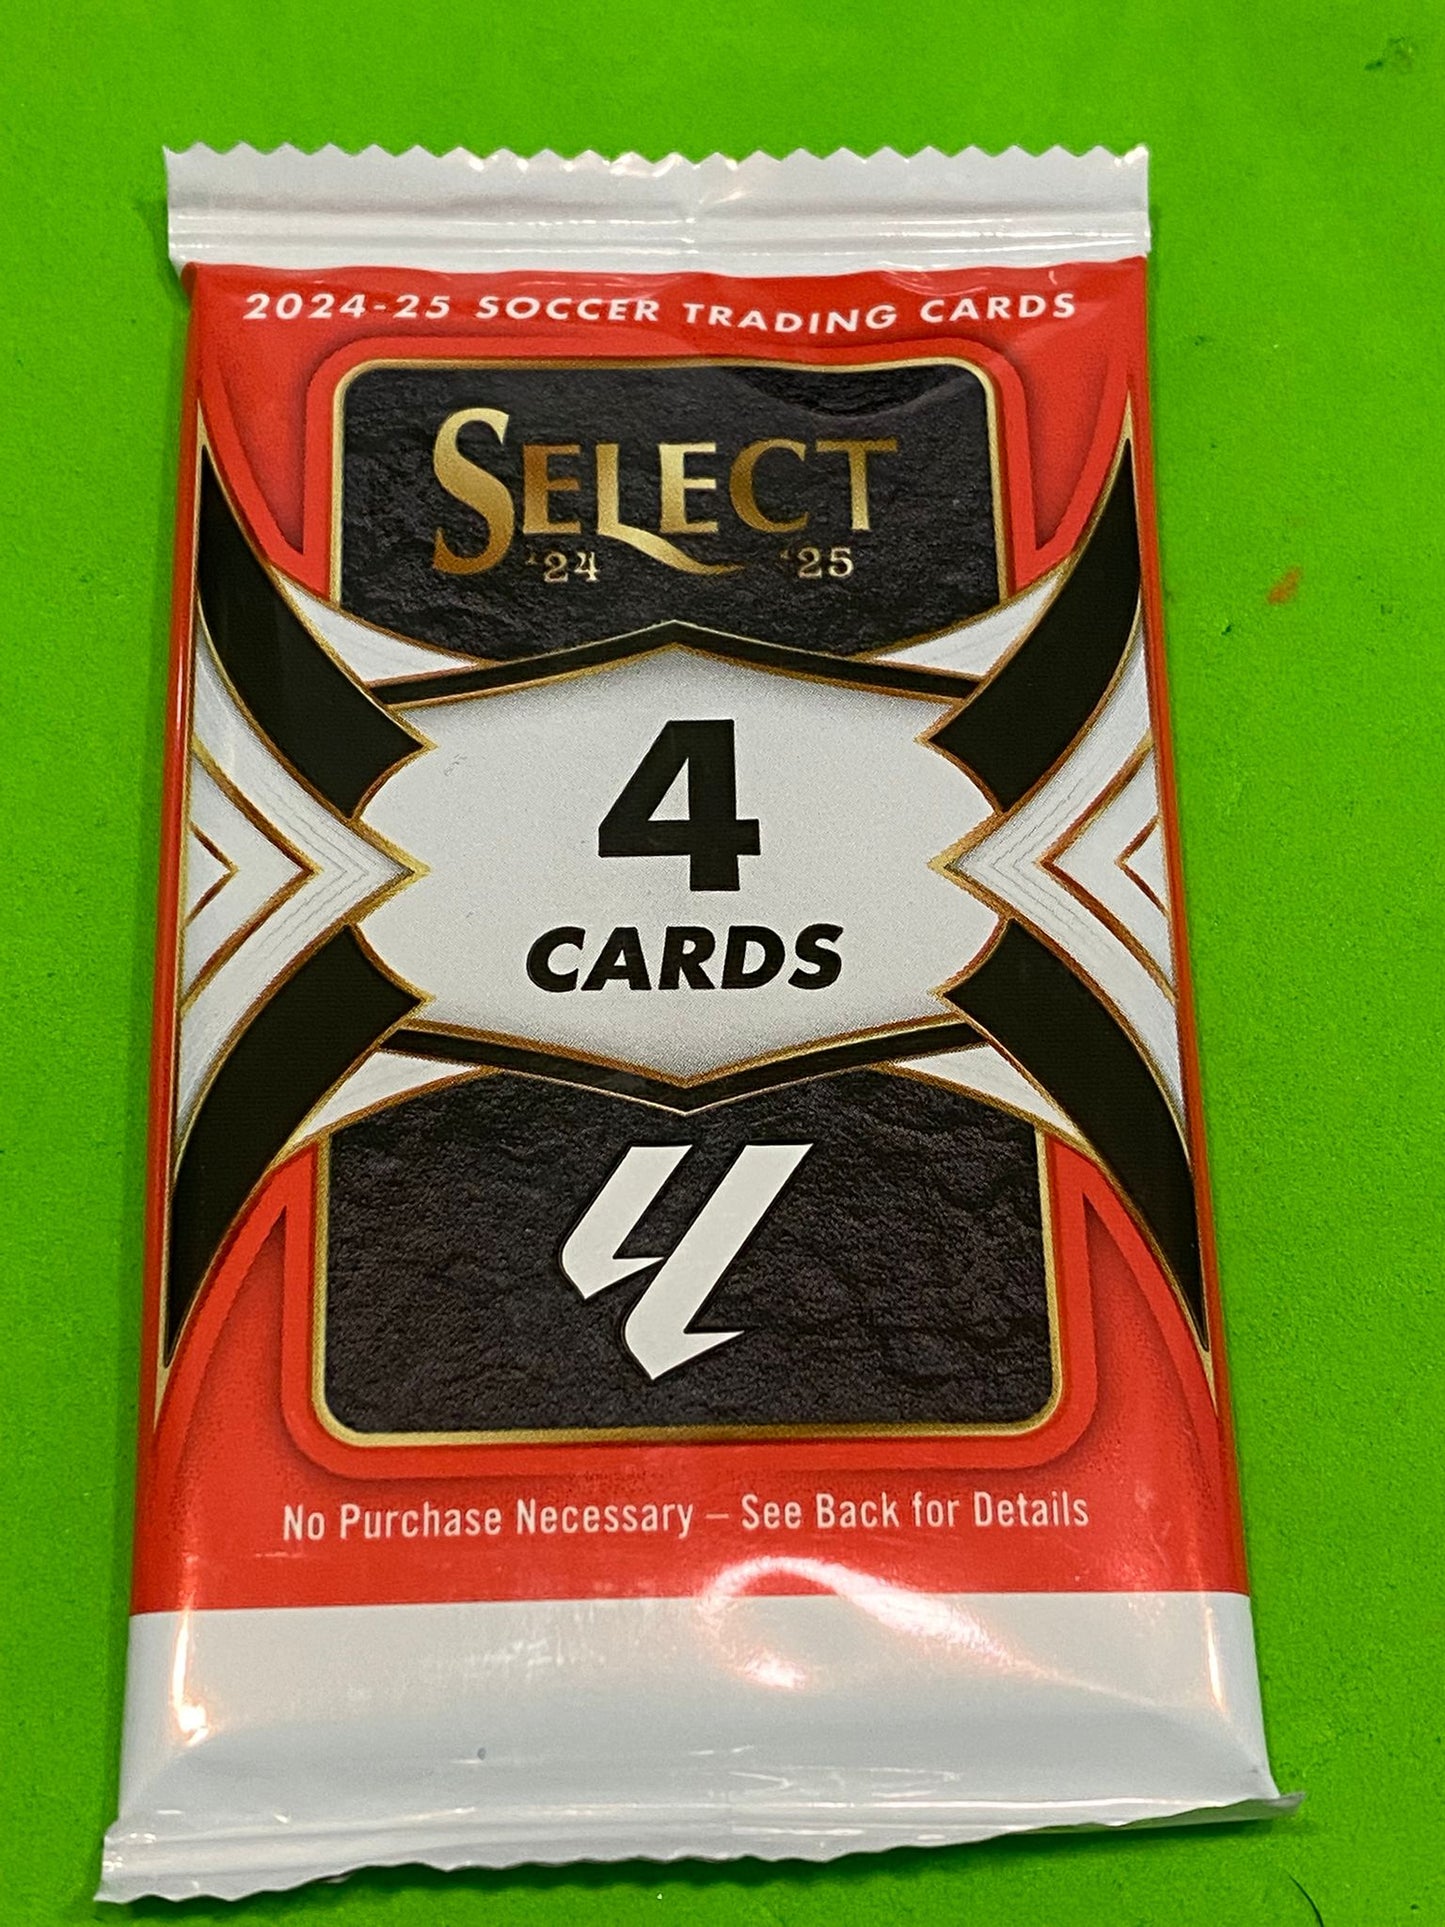 2024-25 SOCCER TRADING CARDS
SELECT
'24 '25
4
CARDS
No Purchase Necessary – See Back for Details